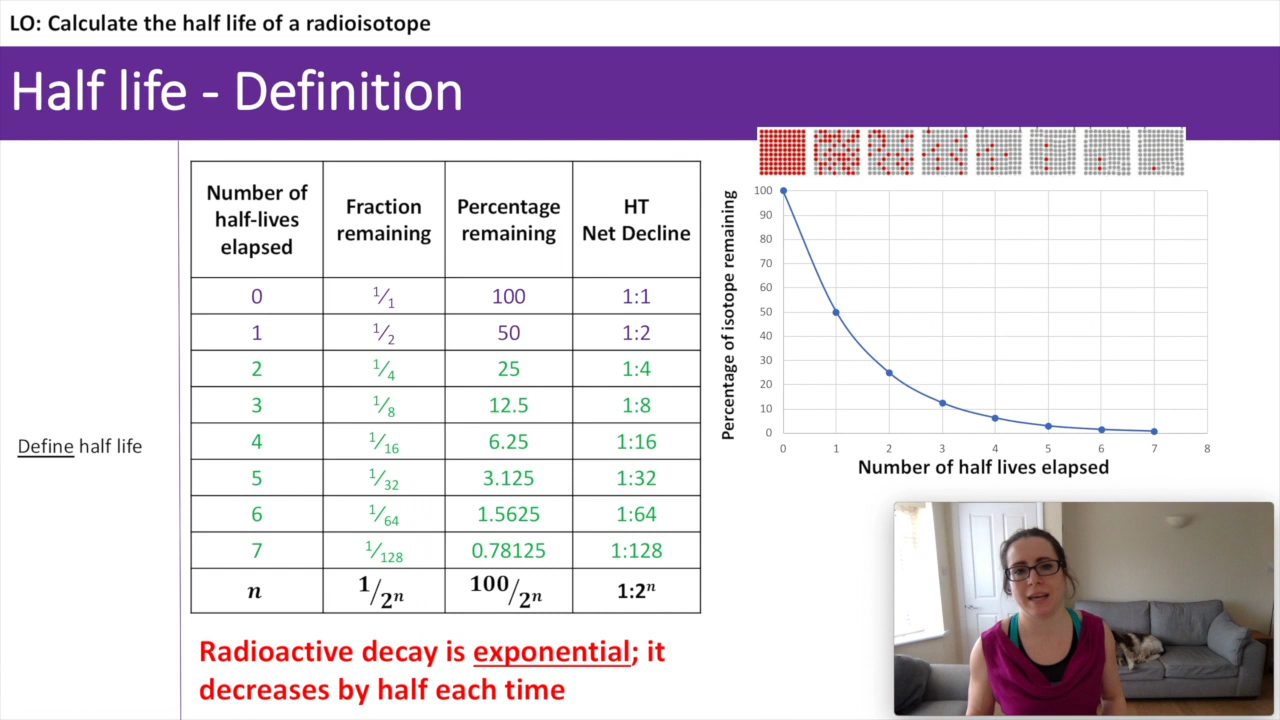 LO: Calculate the half life of a radioisotope
Half life - Definition
Define half life
Number of half-lives elapsed | Fraction remaining | Percentage remaining | HT Net Decline
0 | 1/1 | 100 | 1:1
1 | 1/2 | 50 | 1:2
2 | 1/4 | 25 | 1:4
3 | 1/8 | 12.5 | 1:8
4 | 1/16 | 6.25 | 1:16
5 | 1/32 | 3.125 | 1:32
6 | 1/64 | 1.5625 | 1:64
7 | 1/128 | 0.78125 | 1:128
n | 1/2ⁿ | 100/2ⁿ | 1:2ⁿ
Radioactive decay is exponential; it
decreases by half each time
Percentage of isotope remaining
100
90
80
70
60
50
40
30
20
10
0
0 1 2 3 4 5 6 7 8
Number of half lives elapsed